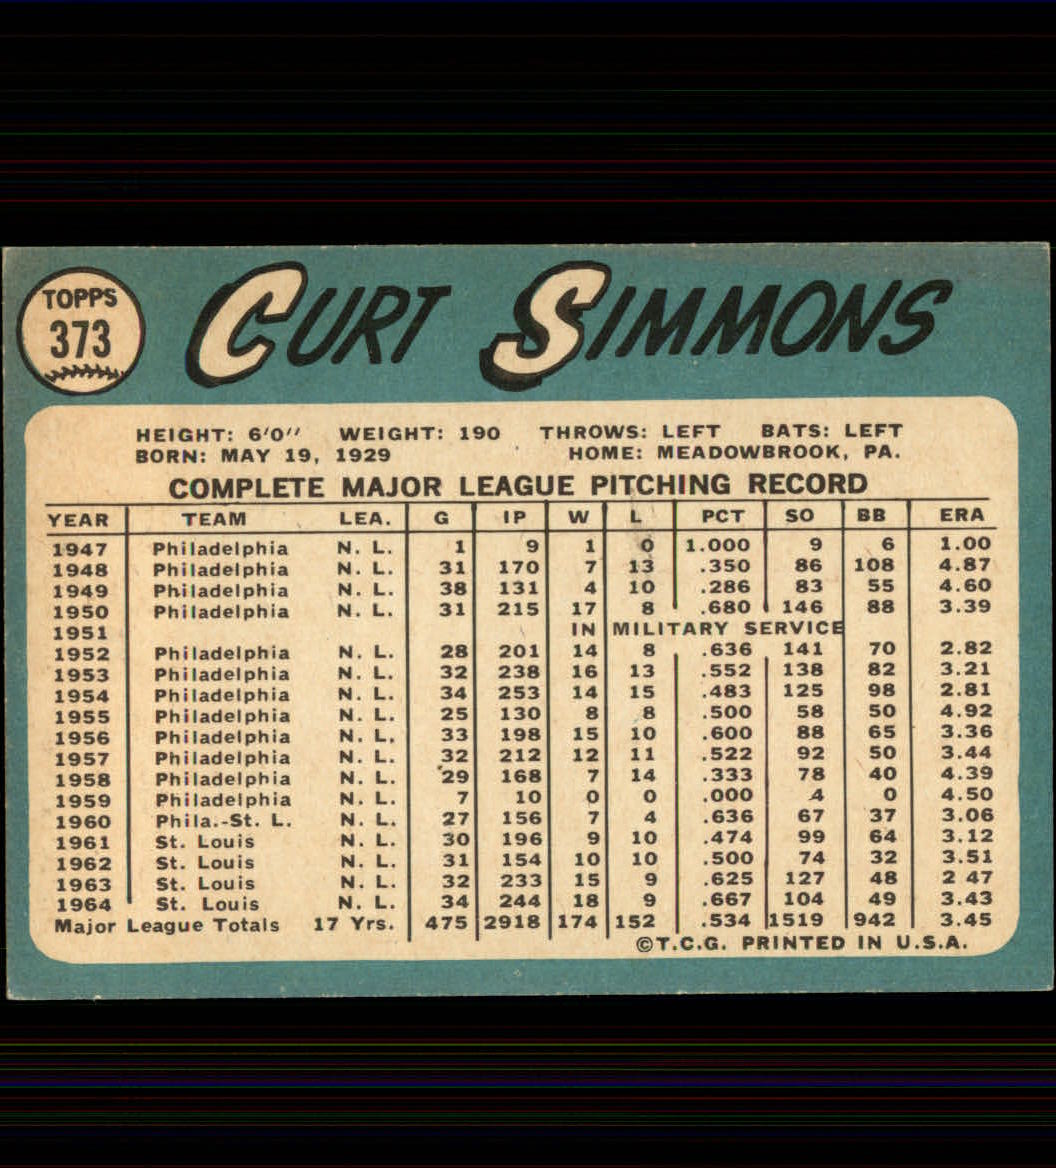 TOPPS
373
CURT SIMMONS
HEIGHT: 6'0" WEIGHT: 190 THROWS: LEFT BATS: LEFT
BORN: MAY 19, 1929 HOME: MEADOWBROOK, PA.
COMPLETE MAJOR LEAGUE PITCHING RECORD
YEAR TEAM LEA. G IP W L PCT SO BB ERA
1947 Philadelphia N. L. 1 9 1 0 1.000 9 6 1.00
1948 Philadelphia N. L. 31 170 7 13 .350 86 108 4.87
1949 Philadelphia N. L. 38 131 4 10 .286 83 55 4.60
1950 Philadelphia N. L. 31 215 17 8 .680 146 88 3.39
1951 IN MILITARY SERVICE
1952 Philadelphia N. L. 28 201 14 8 .636 141 70 2.82
1953 Philadelphia N. L. 32 238 16 13 .552 138 82 3.21
1954 Philadelphia N. L. 34 253 14 15 .483 125 98 2.81
1955 Philadelphia N. L. 25 130 8 8 .500 58 50 4.92
1956 Philadelphia N. L. 33 198 15 10 .600 88 65 3.36
1957 Philadelphia N. L. 32 212 12 11 .522 92 50 3.44
1958 Philadelphia N. L. 29 168 7 14 .333 78 40 4.39
1959 Philadelphia N. L. 7 10 0 0 .000 4 0 4.50
1960 Phila.-St. L. N. L. 27 156 7 4 .636 67 37 3.06
1961 St. Louis N. L. 30 196 9 10 .474 99 64 3.12
1962 St. Louis N. L. 31 154 10 10 .500 74 32 3.51
1963 St. Louis N. L. 32 233 15 9 .625 127 48 2 47
1964 St. Louis N. L. 34 244 18 9 .667 104 49 3.43
Major League Totals 17 Yrs. 475 2918 174 152 .534 1519 942 3.45
©T.C.G. PRINTED IN U.S.A.